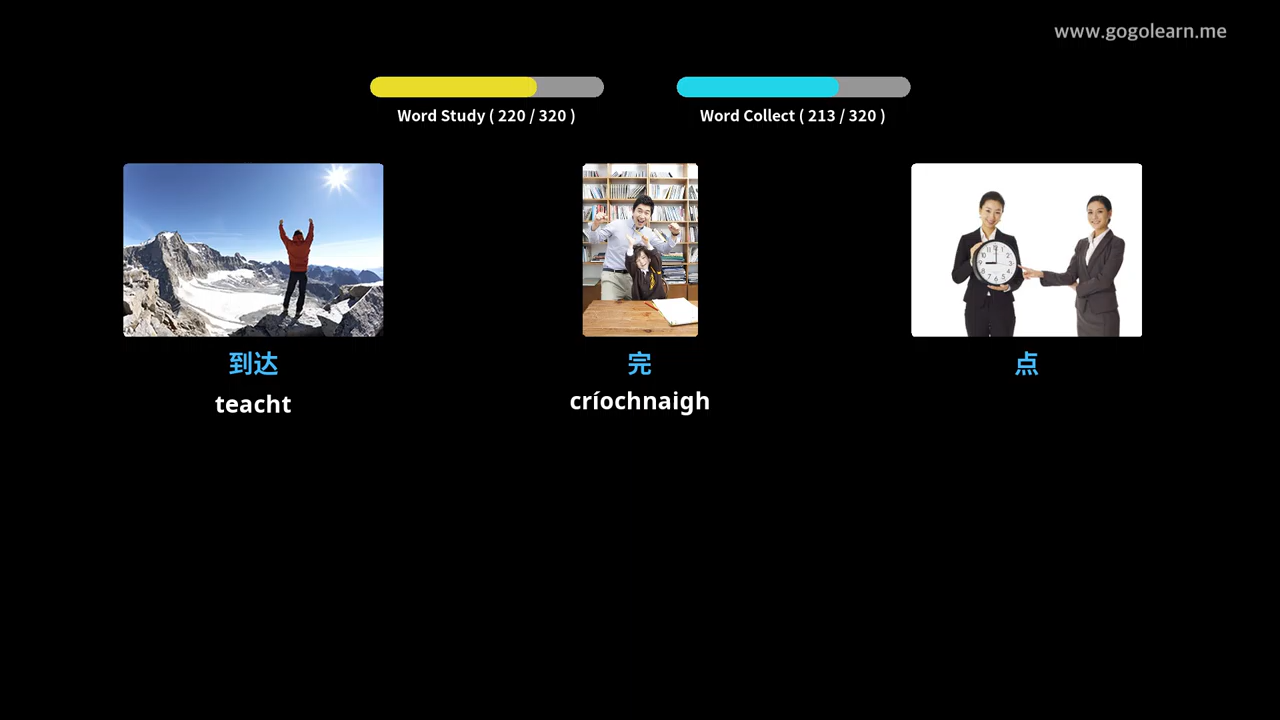 www.gogolearn.me
Word Study ( 220 / 320 )
Word Collect ( 213 / 320 )
到达
完
点
teacht
críochnaigh